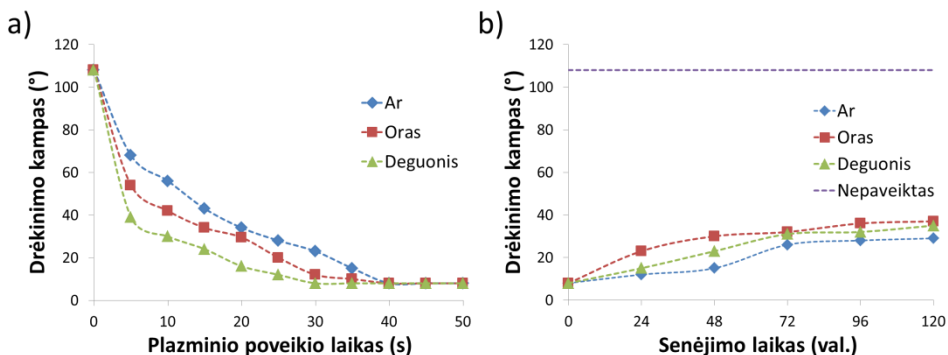 a)
Drėkinimo kampas (°)
120
100
80
60
40
20
0
Ar
Oras
Deguonis
0 10 20 30 40 50
Plazminio poveikio laikas (s)
b)
Drėkinimo kampas (°)
120
100
80
60
40
20
0
Ar
Oras
Deguonis
Nepaveiktas
0 24 48 72 96 120
Senėjimo laikas (val.)